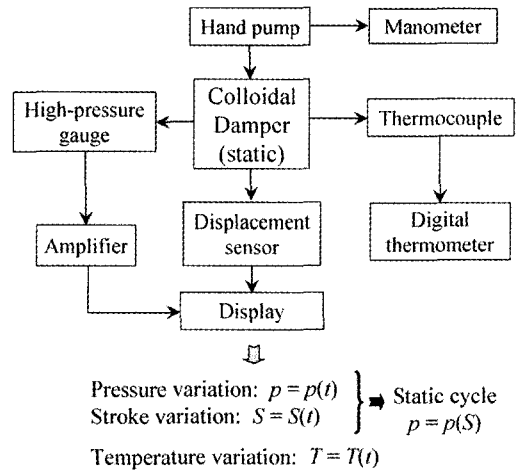 Hand pump
Manometer
High-pressure
gauge
Colloidal
Damper
(static)
Thermocouple
Amplifier
Displacement
sensor
Digital
thermometer
Display
Pressure variation: p = p(t)
Stroke variation: S = S(t)
Static cycle
p = p(S)
Temperature variation: T = T(t)